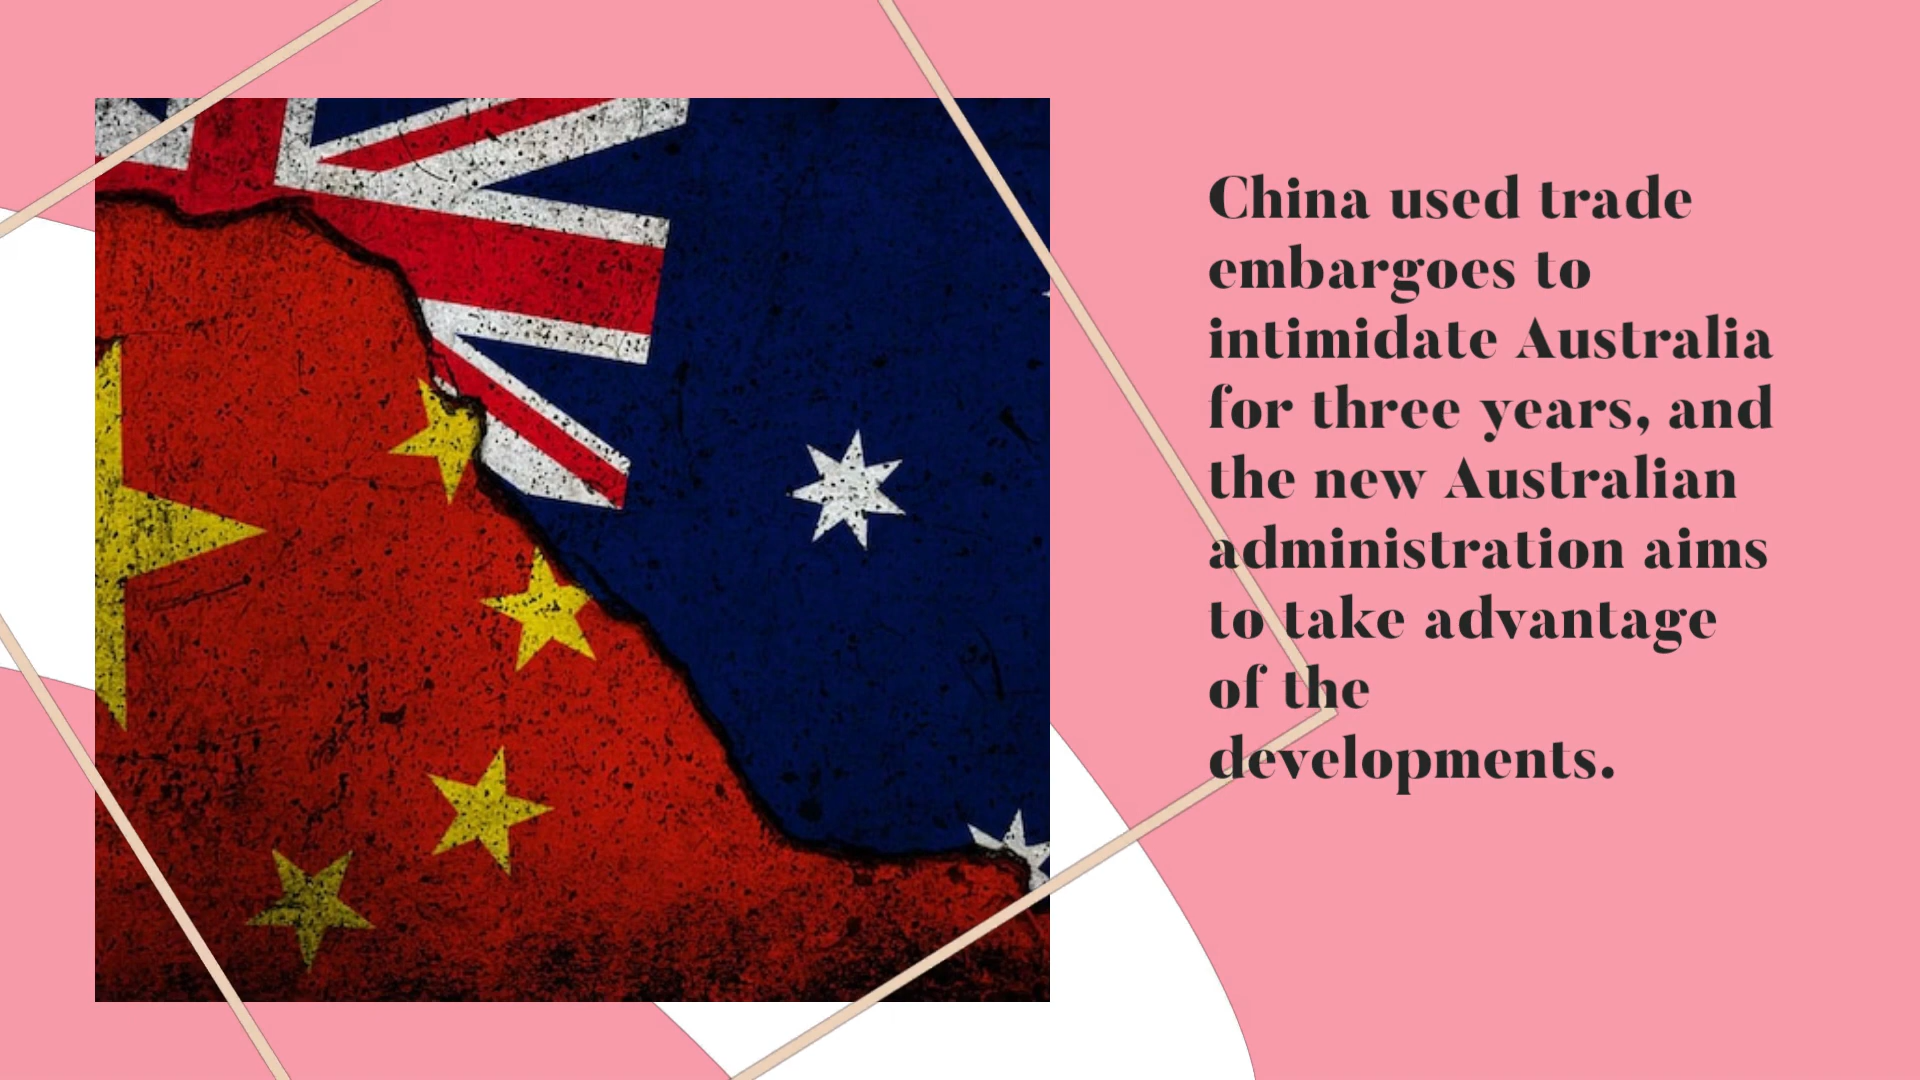 China used trade
embargoes to
intimidate Australia
for three years, and
the new Australian
administration aims
to take advantage
of the
developments.